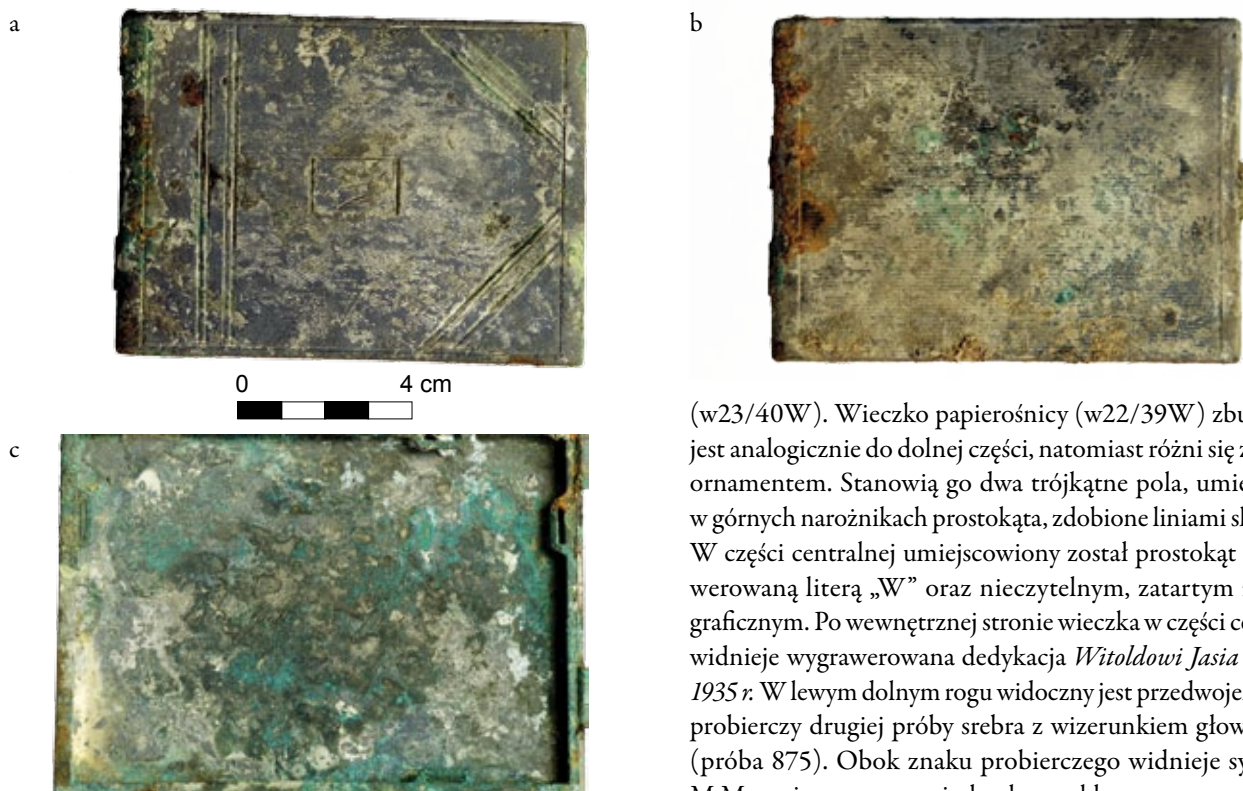 a
b
0 4 cm
c
(w23/40W). Wieczko papierośnicy (w22/39W)
jest analogicznie do dolnej części, natomiast różni się
ornamentem. Stanowią go dwa trójkątne pola,
w górnych narożnikach prostokąta, zdobione liniami
W części centralnej umiejscowiony został prostokąt
werowaną literą „W” oraz nieczytelnym, zatartym
graficznym. Po wewnętrznej stronie wieczka w części
widnieje wygrawerowana dedykacja Witoldowi Jasia
1935 r. W lewym dolnym rogu widoczny jest
probierczy drugiej próby srebra z wizerunkiem
(próba 875). Obok znaku probierczego widnieje